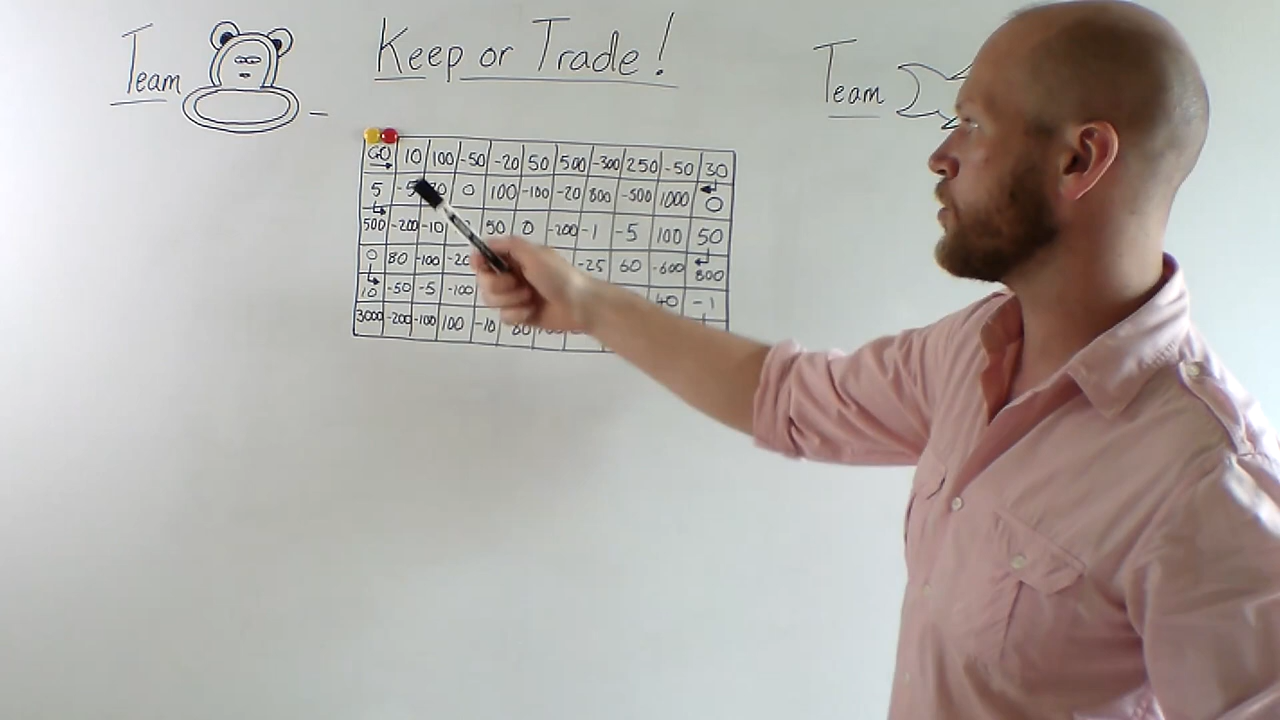 Keep or Trade!
Team
Team
GO 10 100 -50 -20 50 500 -300 250 -50 30
5 0 100 -100 -20 800 -500 1000 0
500 -200 -10 50 0 -200 -1 -5 100 50
0 80 -100 -25 60 -600 800
10 -50 -5 -100 40 -1
3000 -200 -100 100 -10